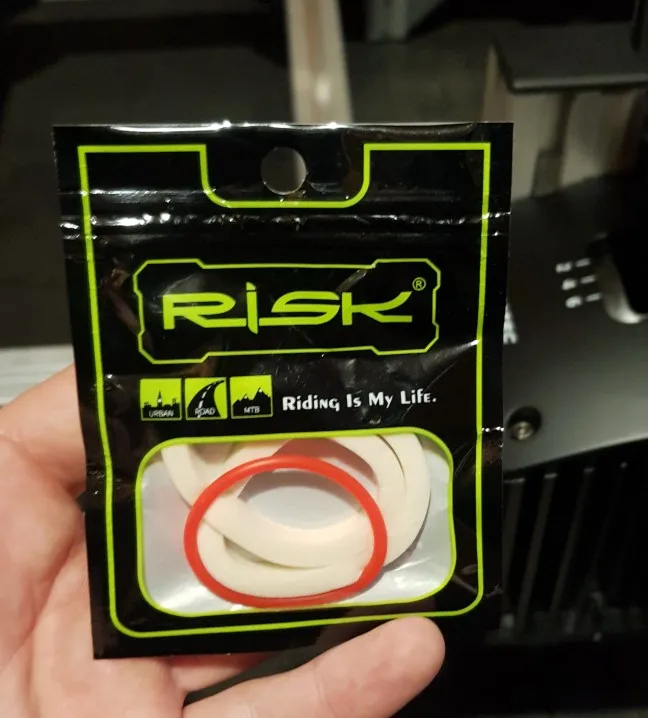 RiSK®
URBAN
ROAD
MTB
Riding Is My Life.